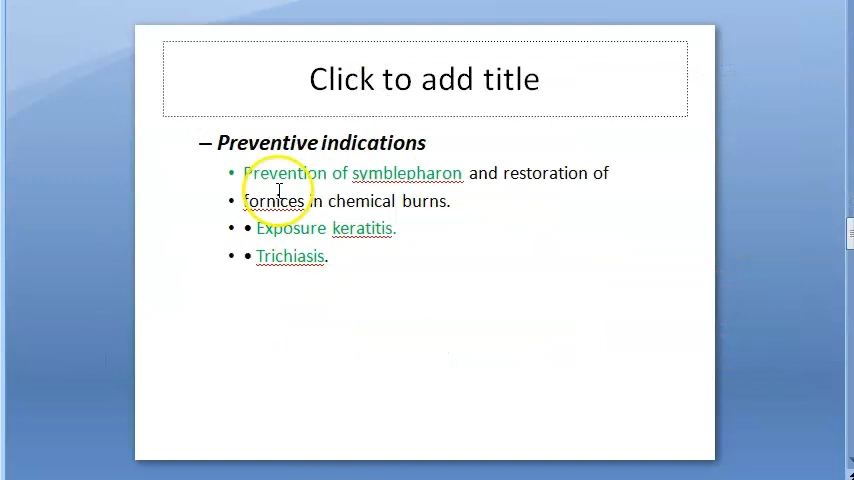 Click to add title
– Preventive indications
• Prevention of symblepharon and restoration of
• fornices in chemical burns.
• • Exposure keratitis.
• • Trichiasis.